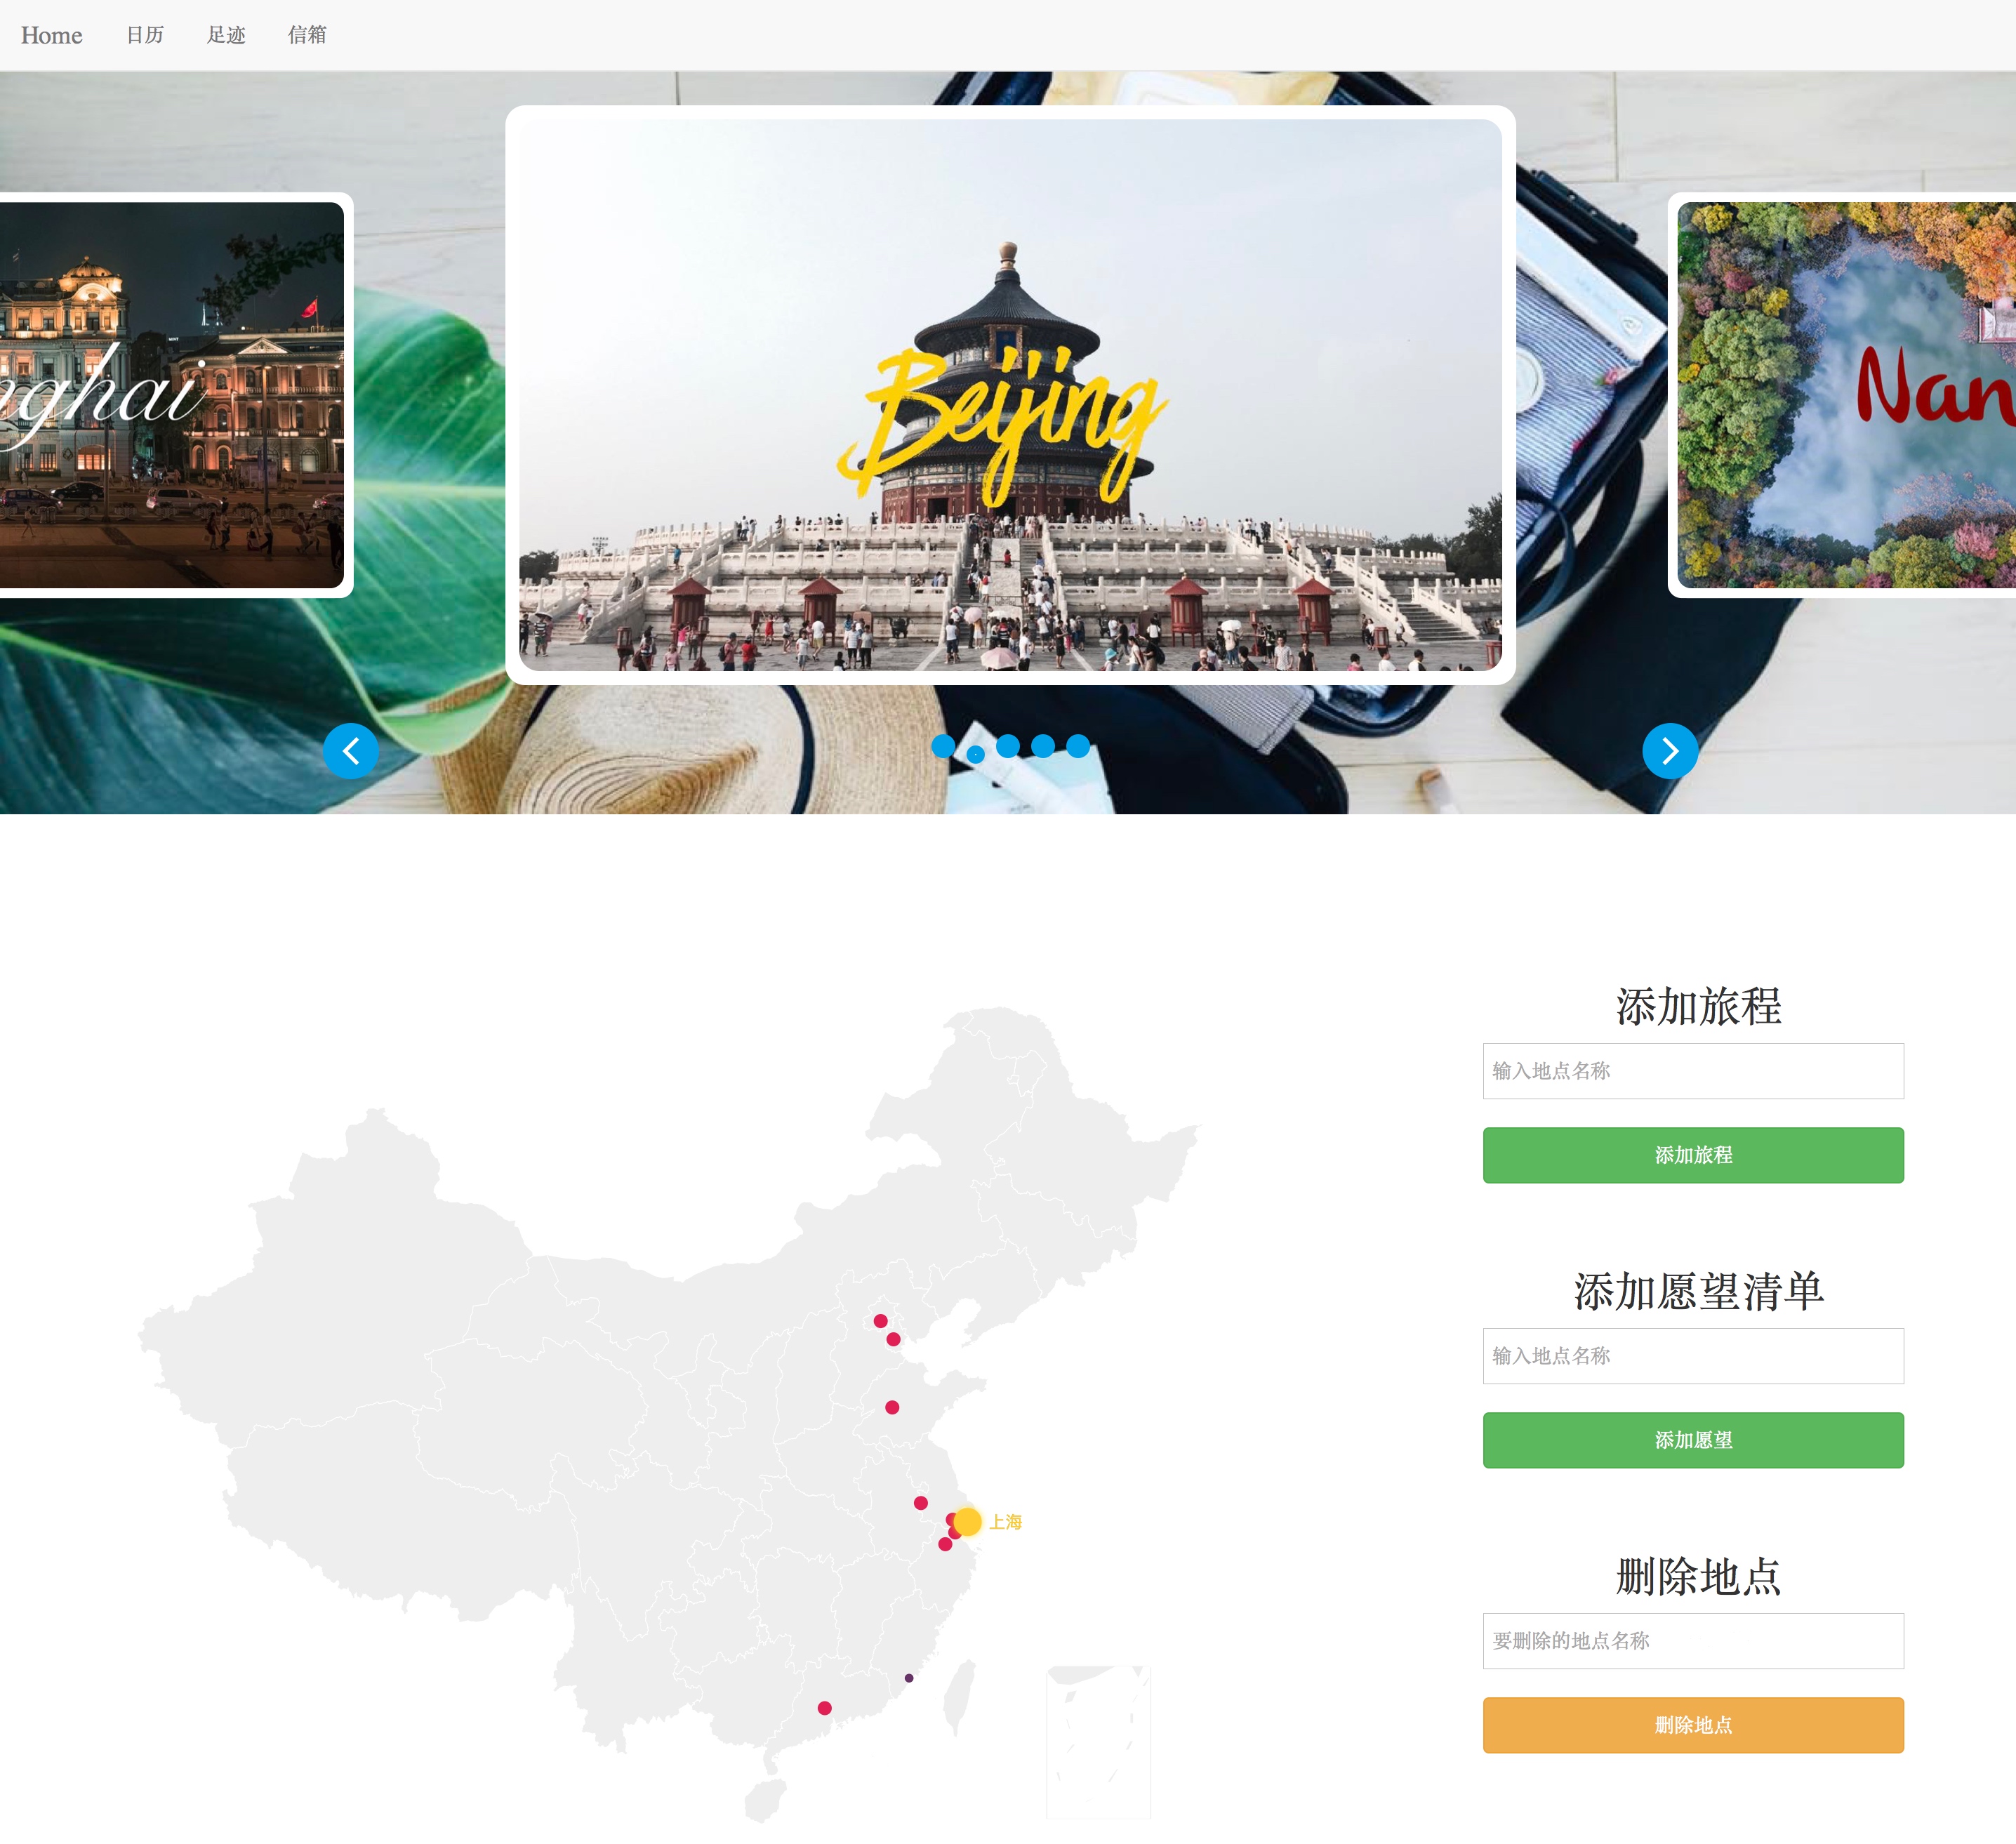 Home 日历 足迹 信箱
nghai
Beijing
Nan
上海
添加旅程
输入地点名称
添加旅程
添加愿望清单
输入地点名称
添加愿望
删除地点
要删除的地点名称
删除地点